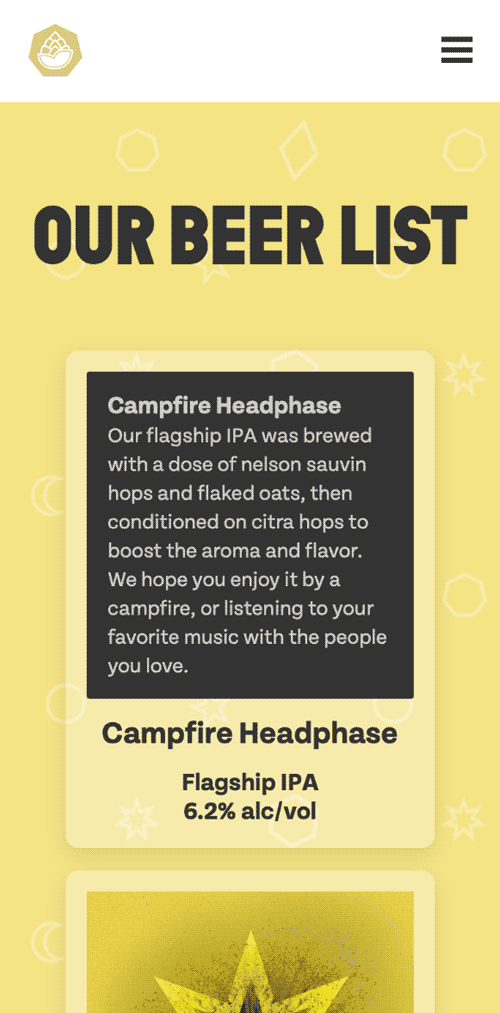 OUR BEER LIST
Campfire Headphase
Our flagship IPA was brewed
with a dose of nelson sauvin
hops and flaked oats, then
conditioned on citra hops to
boost the aroma and flavor.
We hope you enjoy it by a
campfire, or listening to your
favorite music with the people
you love.
Campfire Headphase
Flagship IPA
6.2% alc/vol